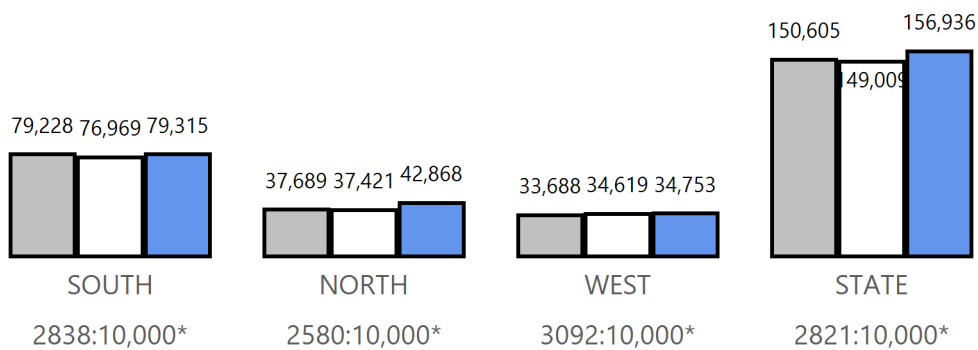 150,605 156,936
149,009
79,228 76,969 79,315
37,689 37,421 42,868
33,688 34,619 34,753
SOUTH NORTH WEST STATE
2838:10,000* 2580:10,000* 3092:10,000* 2821:10,000*